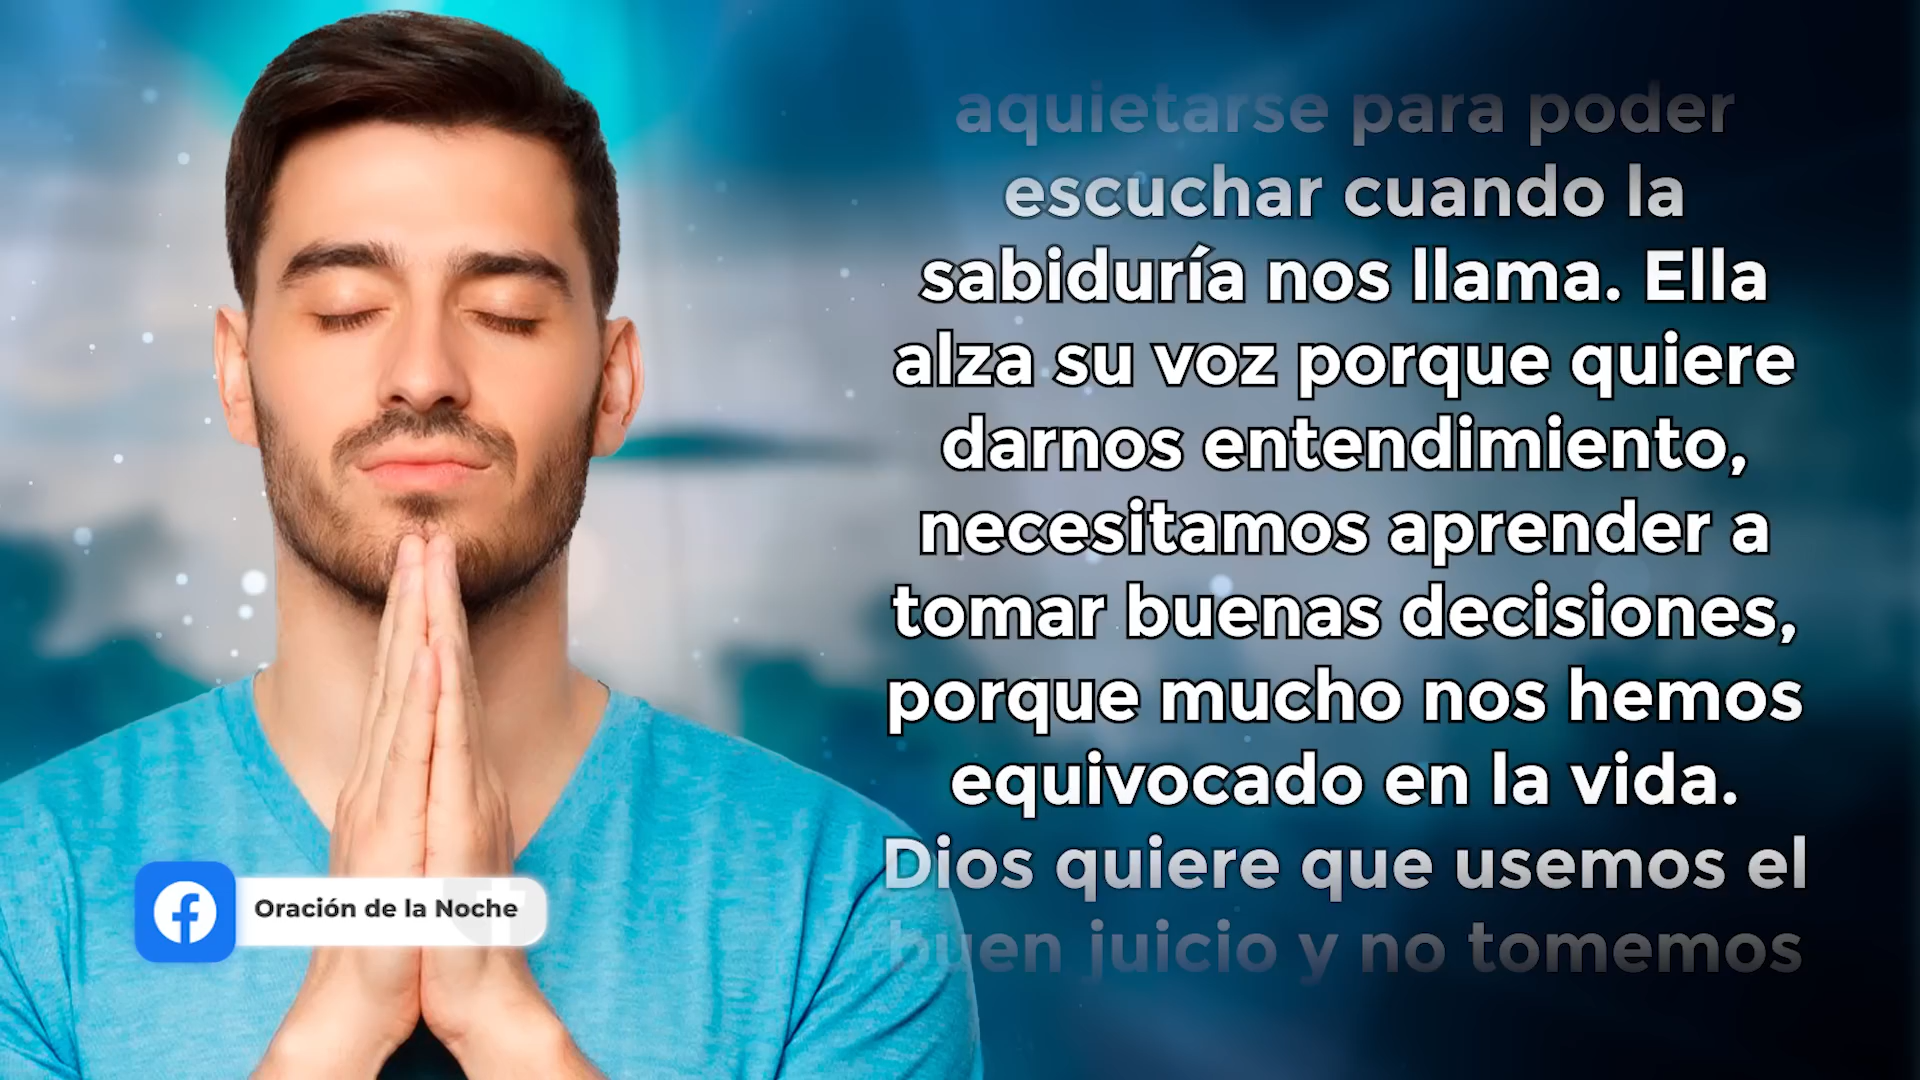 aquietarse para poder
escuchar cuando la
sabiduría nos llama. Ella
alza su voz porque quiere
darnos entendimiento,
necesitamos aprender a
tomar buenas decisiones,
porque mucho nos hemos
equivocado en la vida.
Dios quiere que usemos el
buen juicio y no tomemos
Oración de la Noche